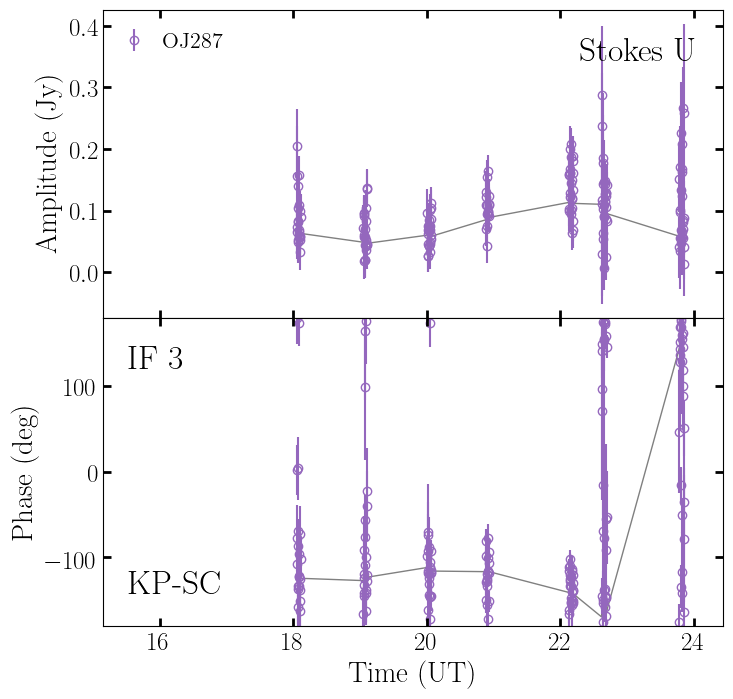 OJ287
Stokes U
Amplitude (Jy)
0.4
0.3
0.2
0.1
0.0
IF 3
KP-SC
Phase (deg)
100
0
−100
16 18 20 22 24
Time (UT)